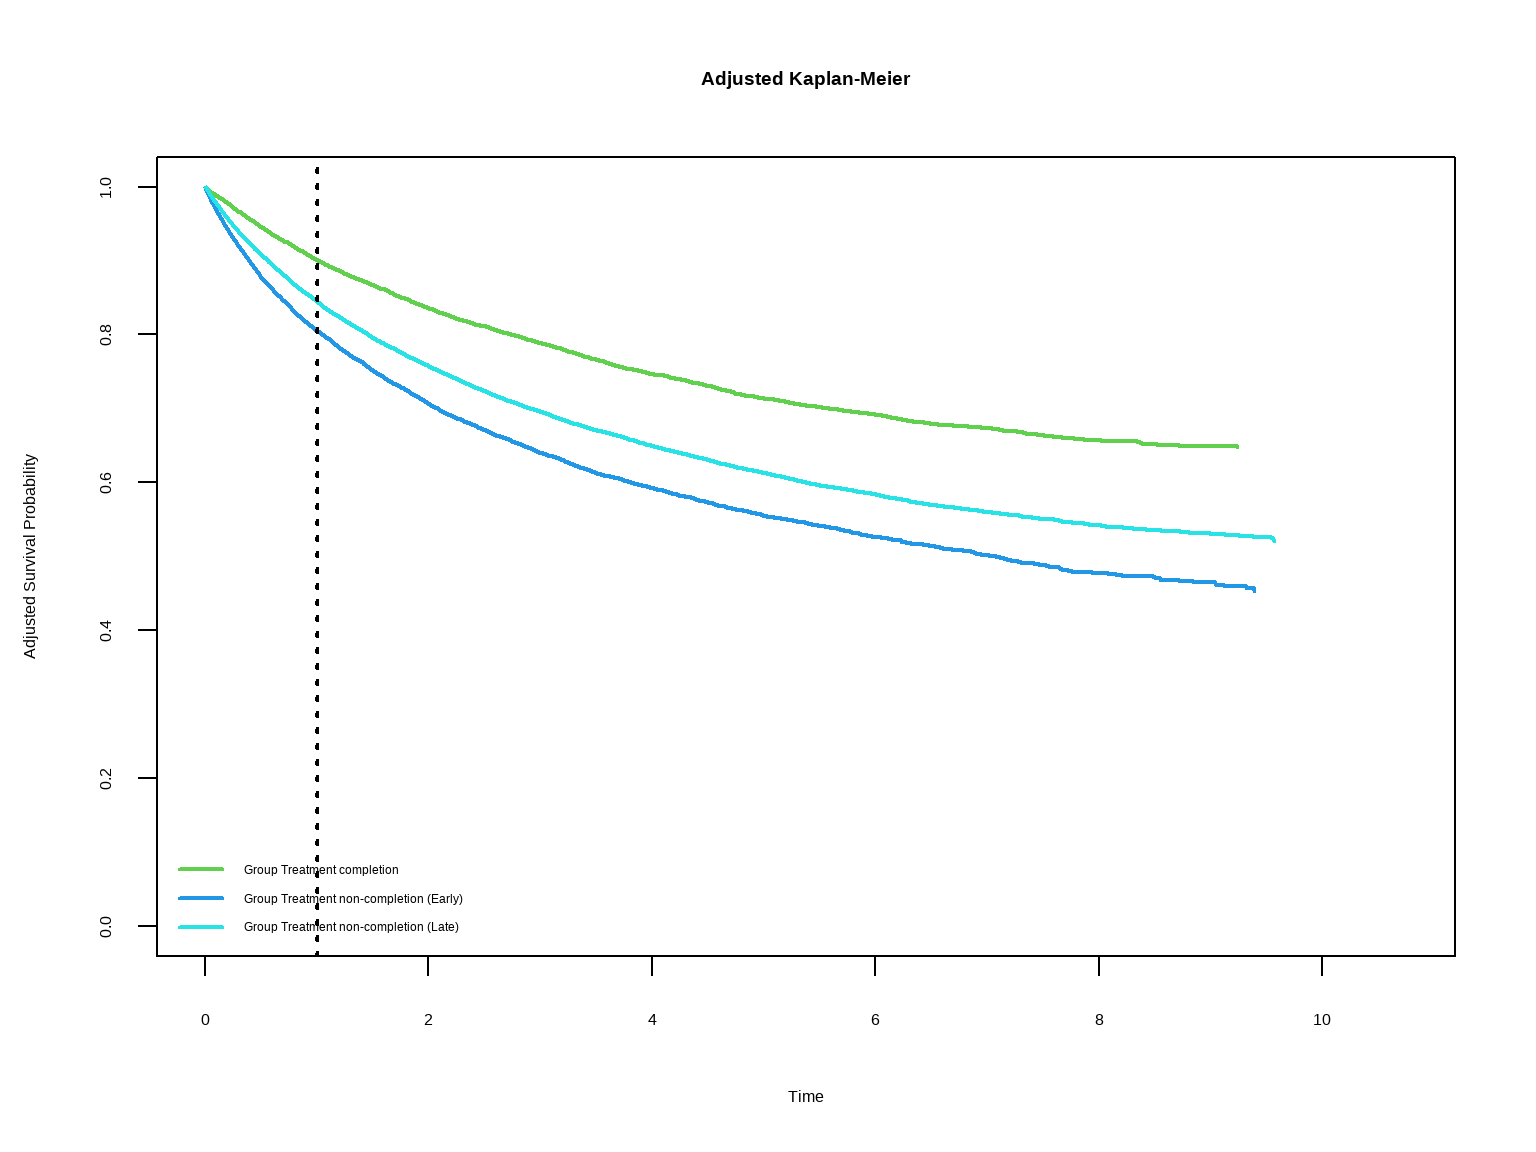 Adjusted Kaplan-Meier
Adjusted Survival Probability
1.0
0.8
0.6
0.4
0.2
0.0
Group Treatment completion
Group Treatment non-completion (Early)
Group Treatment non-completion (Late)
0 2 4 6 8 10
Time